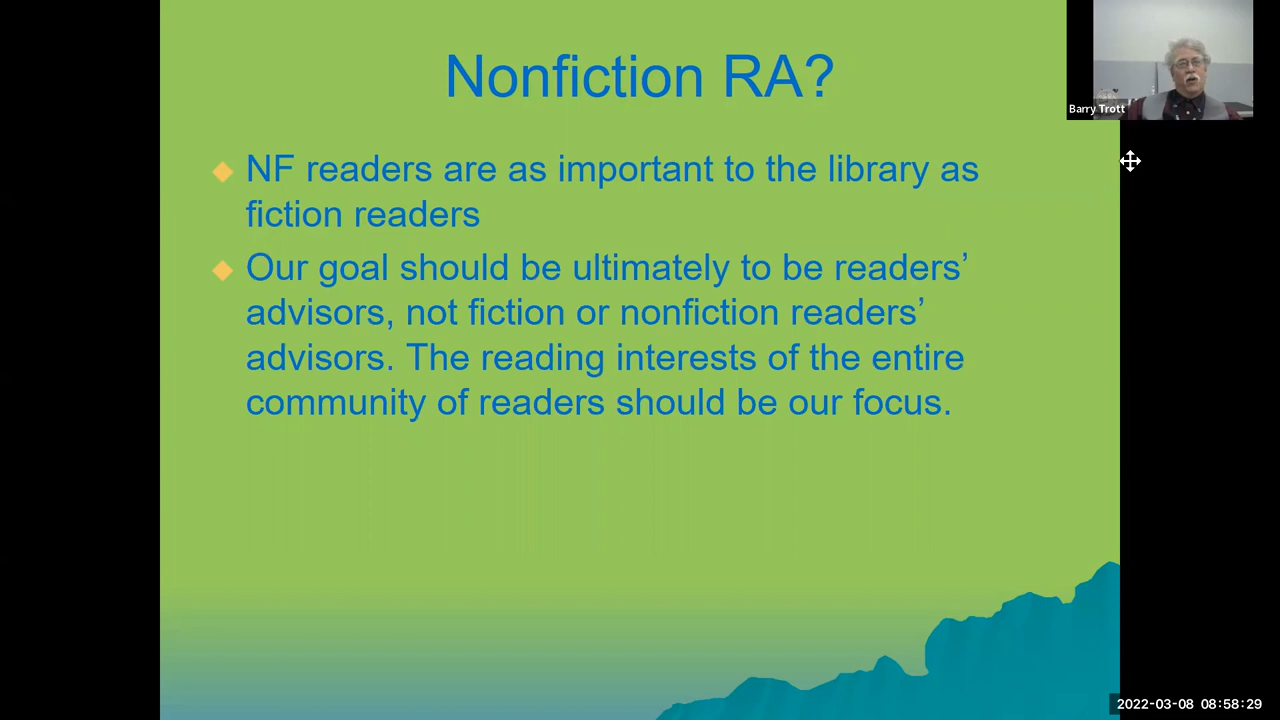 Nonfiction RA?
Barry Trott
NF readers are as important to the library as
fiction readers
Our goal should be ultimately to be readers’
advisors, not fiction or nonfiction readers’
advisors. The reading interests of the entire
community of readers should be our focus.
2022-03-08 08:58:29